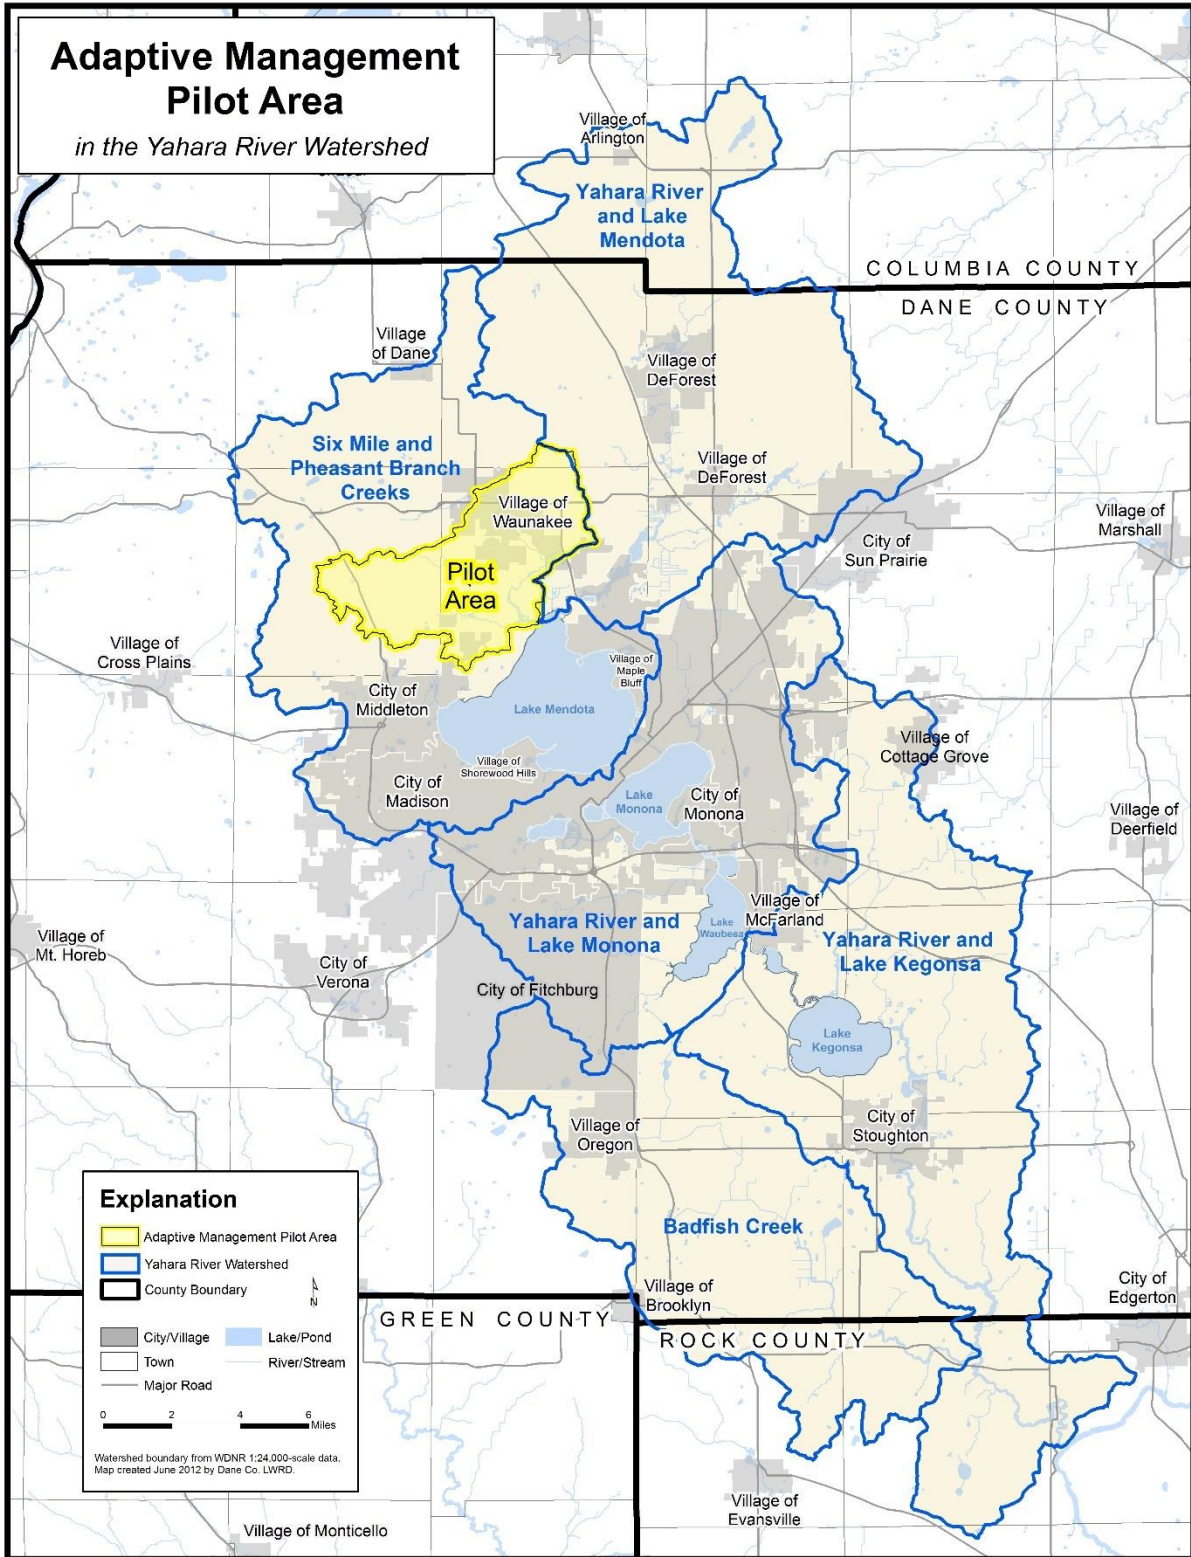 Adaptive Management
Pilot Area
in the Yahara River Watershed
Village of
Arlington
Yahara River
and Lake
Mendota
COLUMBIA COUNTY
DANE COUNTY
Village
of Dane
Village of
DeForest
Six Mile and
Pheasant Branch
Creeks
Village of
DeForest
Village of
Waunakee
Village of
Marshall
City of
Sun Prairie
Pilot
Area
Village of
Cross Plains
Village of
Maple
Bluff
City of
Middleton
Lake Mendota
Village of
Cottage Grove
Village of
Shorewood Hills
City of
Madison
Lake
Monona
City of
Monona
Village of
Deerfield
Village of
McFarland
Yahara River and
Lake Monona
Lake
Waubesa
Yahara River and
Lake Kegonsa
Village of
Mt. Horeb
City of
Verona
City of Fitchburg
Lake
Kegonsa
Village of
Oregon
City of
Stoughton
Badfish Creek
Village of
Brooklyn
City of
Edgerton
GREEN COUNTY
ROCK COUNTY
Explanation
Adaptive Management Pilot Area
Yahara River Watershed
County Boundary
N
City/Village
Lake/Pond
Town
River/Stream
Major Road
0 2 4 6
Miles
Watershed boundary from WDNR 1:24,000-scale data.
Map created June 2012 by Dane Co. LWRD.
Village of
Evansville
Village of Monticello